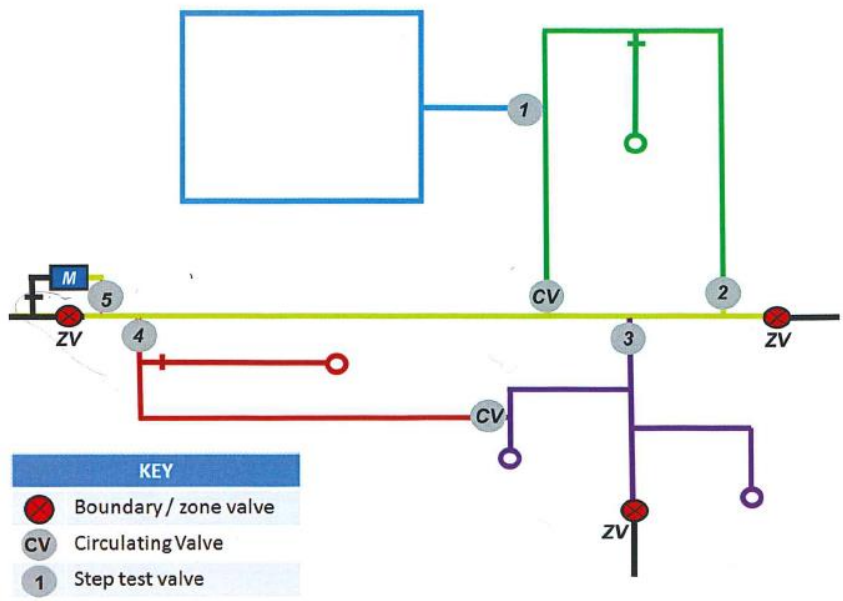 1
M
5
CV
2
ZV
4
3
ZV
CV
KEY
Boundary / zone valve
ZV
CV Circulating Valve
1 Step test valve